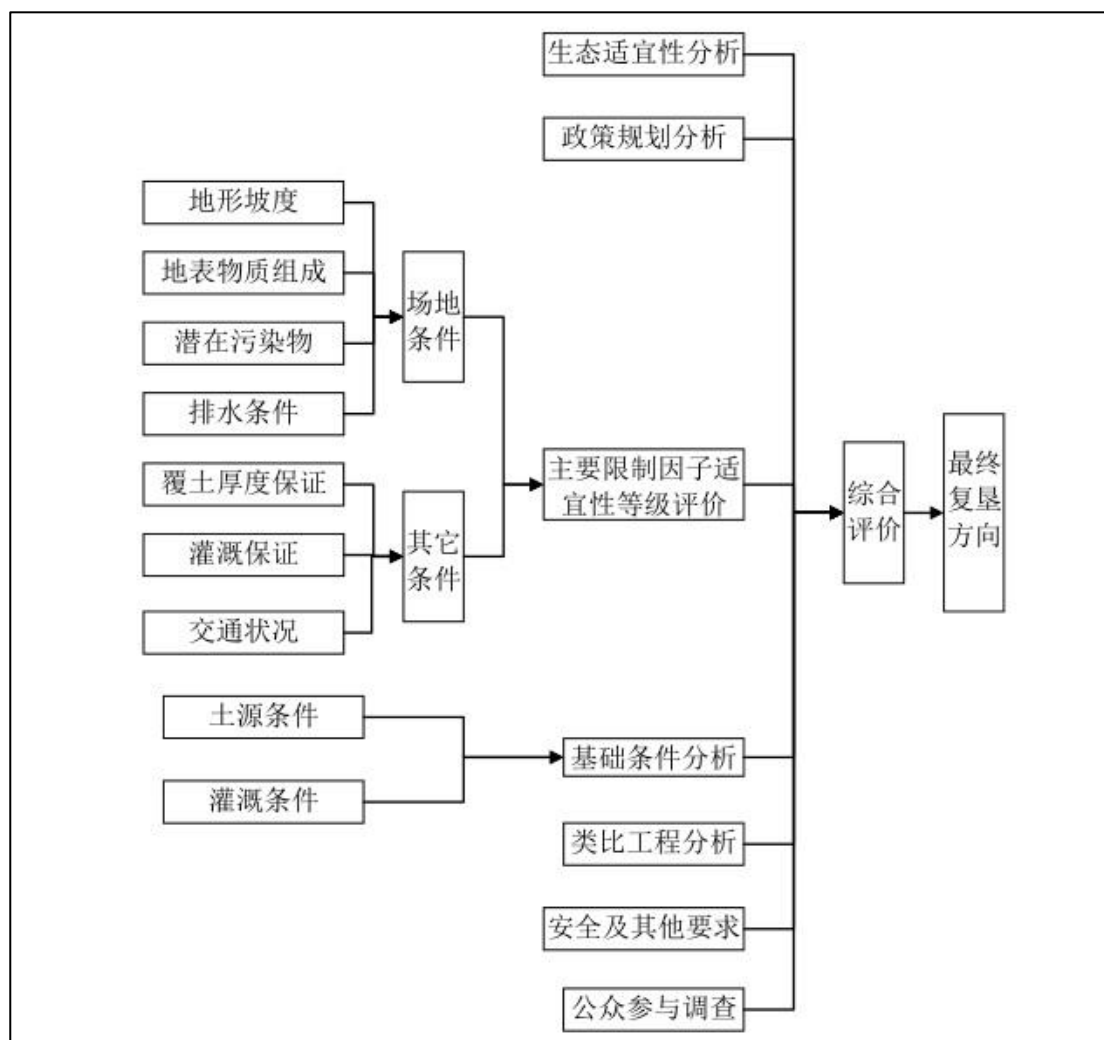 生态适宜性分析
政策规划分析
地形坡度
地表物质组成
潜在污染物
排水条件
场地
条件
覆土厚度保证
灌溉保证
交通状况
其它
条件
主要限制因子适
宜性等级评价
土源条件
灌溉条件
基础条件分析
类比工程分析
安全及其他要求
公众参与调查
综合
评价
最终
复垦
方向